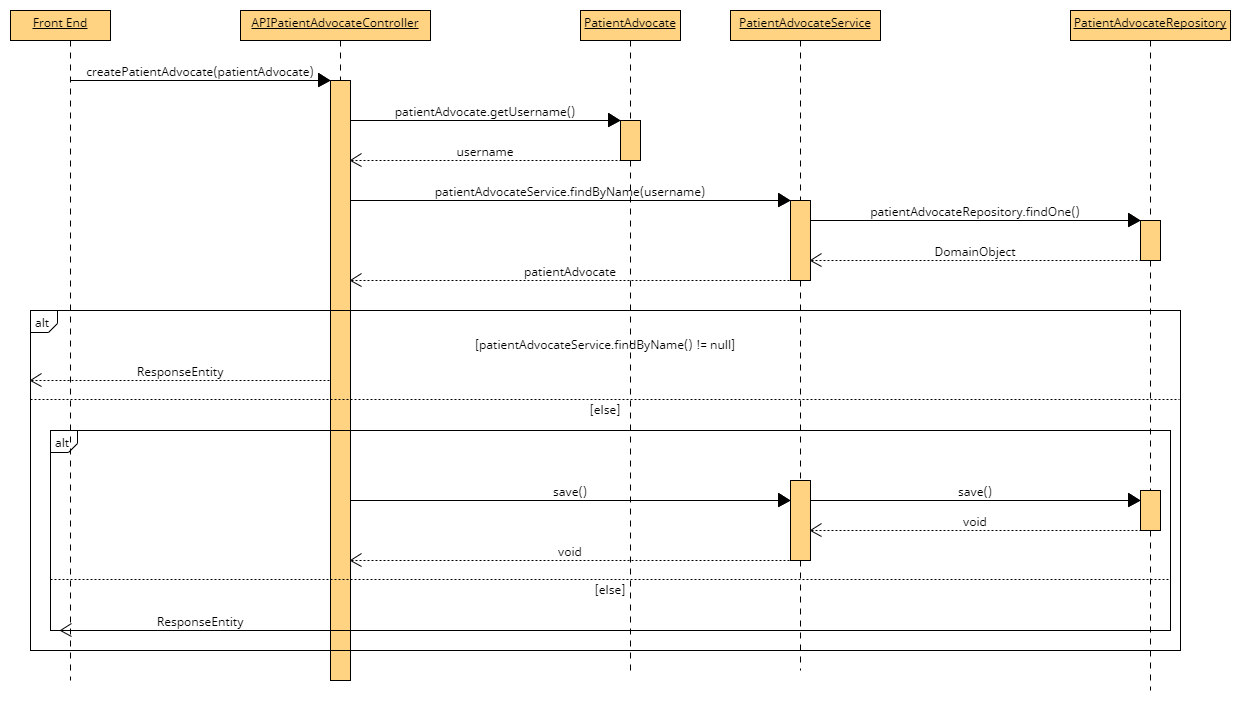 Front End
APIPatientAdvocateController
PatientAdvocate
PatientAdvocateService
PatientAdvocateRepository
createPatientAdvocate(patientAdvocate)
patientAdvocate.getUsername()
username
patientAdvocateService.findByName(username)
patientAdvocateRepository.findOne()
DomainObject
patientAdvocate
alt
[patientAdvocateService.findByName() != null]
ResponseEntity
[else]
alt
save()
save()
void
void
[else]
ResponseEntity